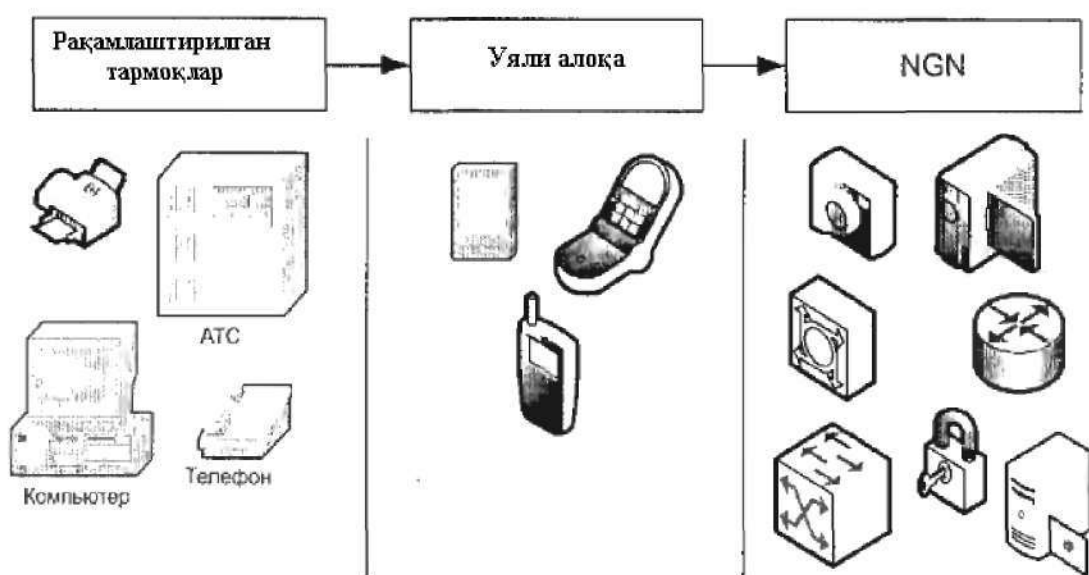 Рақамлаштирилган
тармоқлар
Уяли алоқа
NGN
АТС
Компьютер
Телефон